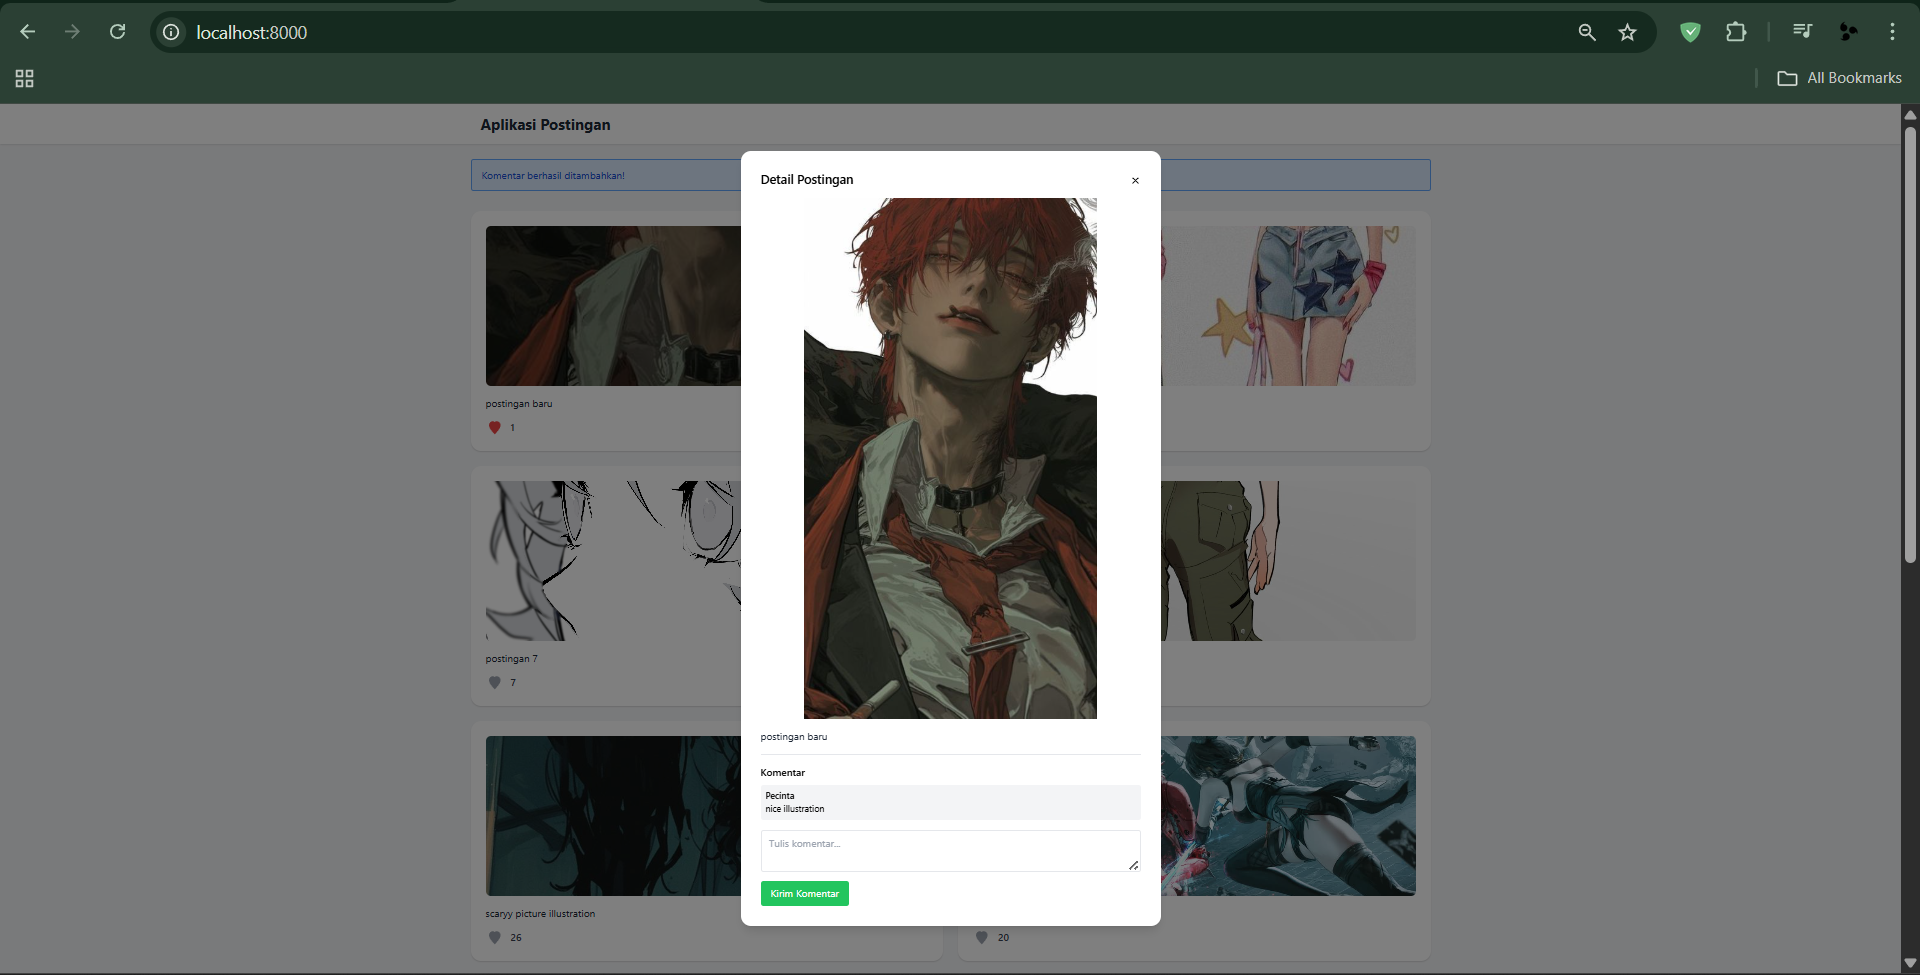 localhost:8000
All Bookmarks
Aplikasi Postingan
Komentar berhasil ditambahkan!
postingan baru
1
postingan 7
7
scaryy picture illustration
26
20
Detail Postingan
×
postingan baru
Komentar
Pecinta
nice illustration
Tulis komentar...
Kirim Komentar